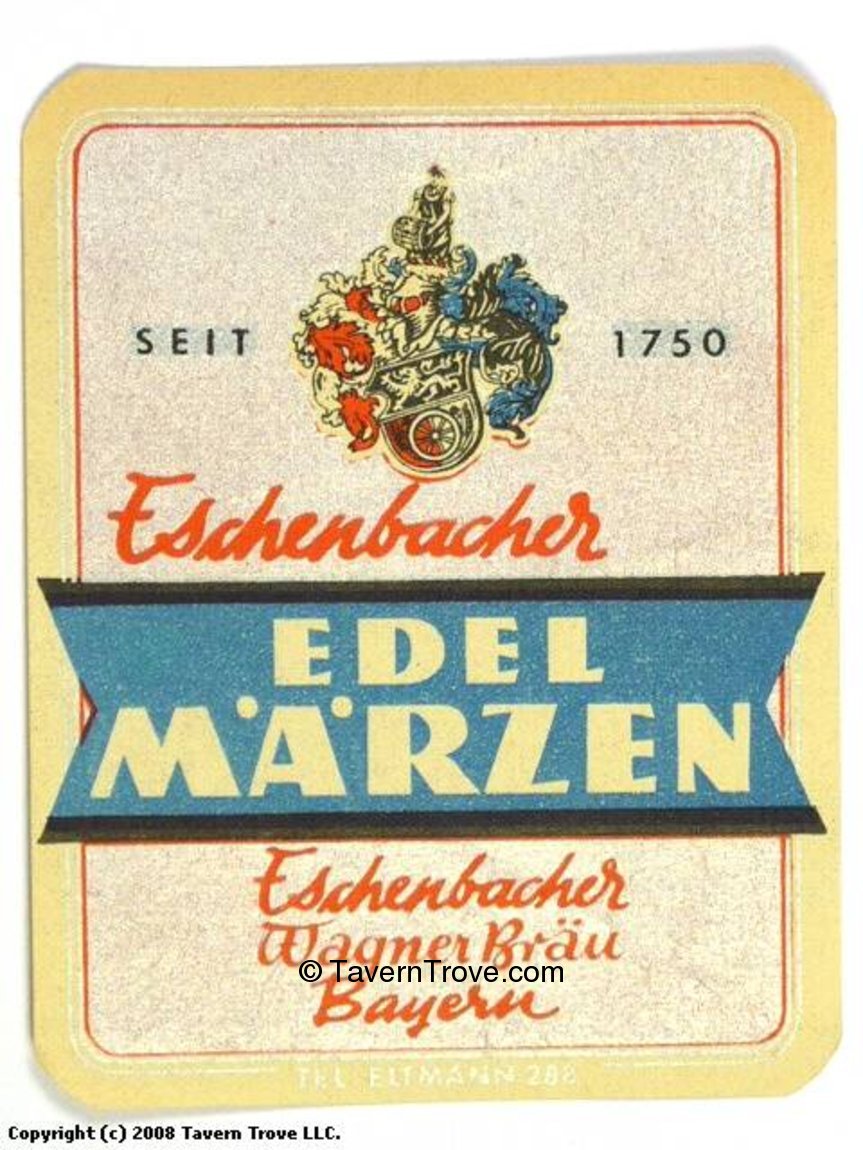 SEIT 1750
Eschenbacher
EDEL
MÄRZEN
Eschenbacher
Wagner Bräu
© TavernTrove.com
Bayern
TEL. ELTMANN 288
Copyright (c) 2008 Tavern Trove LLC.